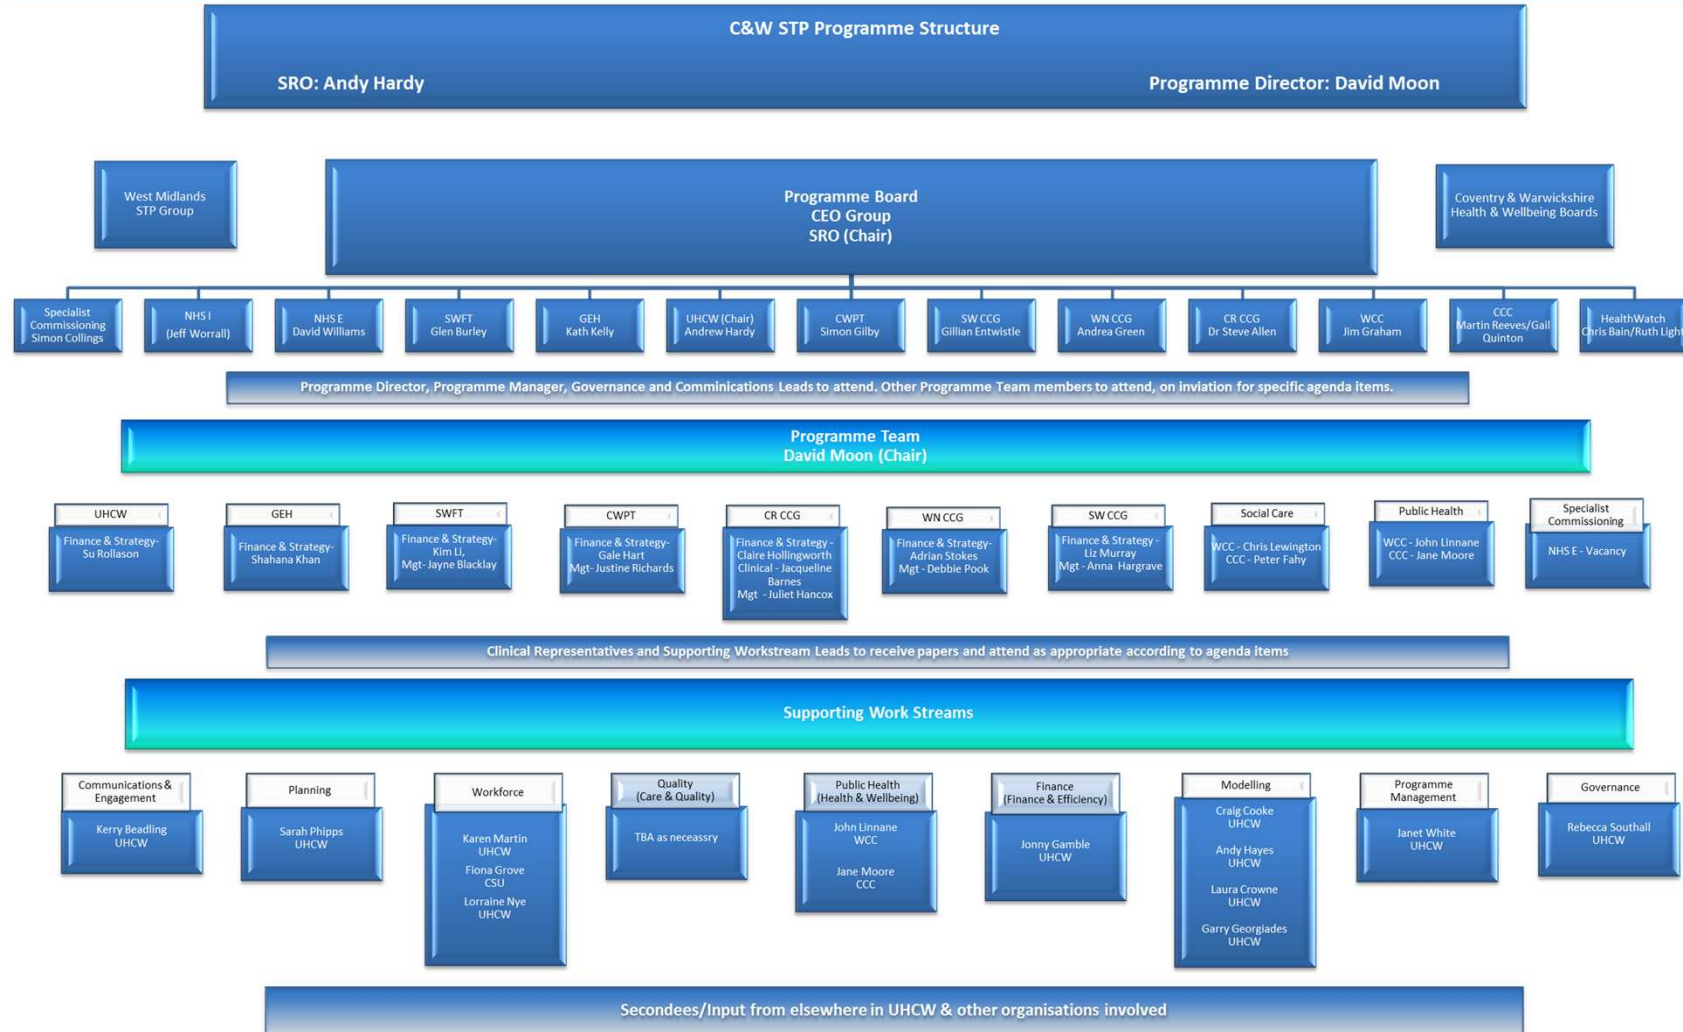 C&W STP Programme Structure
SRO: Andy Hardy
Programme Director: David Moon
West Midlands
STP Group
Programme Board
CEO Group
SRO (Chair)
Coventry & Warwickshire
Health & Wellbeing Boards
Specialist
Commissioning
Simon Collings
NHS I
(Jeff Worrall)
NHS E
David Williams
SWFT
Glen Burley
GEH
Kath Kelly
UHCW (Chair)
Andrew Hardy
CWPT
Simon Gilby
SW CCG
Gillian Entwistle
WN CCG
Andrea Green
CR CCG
Dr Steve Allen
WCC
Jim Graham
CCC
Martin Reeves/Gail
Quinton
HealthWatch
Chris Bain/Ruth Light
Programme Director, Programme Manager, Governance and Comminications Leads to attend. Other Programme Team members to attend, on inviation for specific agenda items.
Programme Team
David Moon (Chair)
UHCW
Finance & Strategy-
Su Rollason
GEH
Finance & Strategy-
Shahana Khan
SWFT
Finance & Strategy-
Kim Li,
Mgt- Jayne Blacklay
CWPT
Finance & Strategy-
Gale Hart
Mgt- Justine Richards
CR CCG
Finance & Strategy -
Claire Hollingworth
Clinical - Jacqueline
Barnes
Mgt - Juliet Hancox
WN CCG
Finance & Strategy-
Adrian Stokes
Mgt - Debbie Pook
SW CCG
Finance & Strategy -
Liz Murray
Mgt - Anna Hargrave
Social Care
WCC - Chris Lewington
CCC - Peter Fahy
Public Health
WCC - John Linnane
CCC - Jane Moore
Specialist
Commissioning
NHS E - Vacancy
Clinical Representatives and Supporting Workstream Leads to receive papers and attend as appropriate according to agenda items
Supporting Work Streams
Communications &
Engagement
Kerry Beadling
UHCW
Planning
Sarah Phipps
UHCW
Workforce
Karen Martin
UHCW
Fiona Grove
CSU
Lorraine Nye
UHCW
Quality
(Care & Quality)
TBA as neceassry
Public Health
(Health & Wellbeing)
John Linnane
WCC
Jane Moore
CCC
Finance
(Finance & Efficiency)
Jonny Gamble
UHCW
Modelling
Craig Cooke
UHCW
Andy Hayes
UHCW
Laura Crowne
UHCW
Garry Georgiades
UHCW
Programme
Management
Janet White
UHCW
Governance
Rebecca Southall
UHCW
Secondees/Input from elsewhere in UHCW & other organisations involved